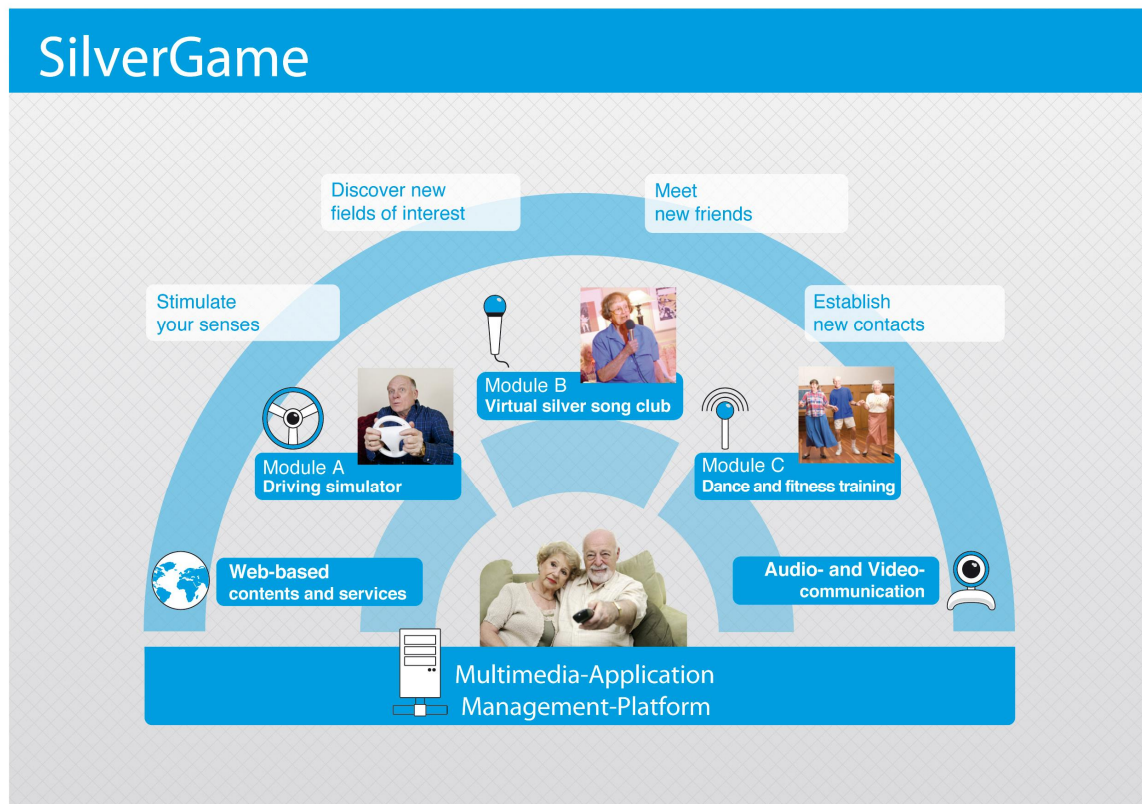 SilverGame
Discover new
fields of interest
Meet
new friends
Stimulate
your senses
Establish
new contacts
Module B
Virtual silver song club
Module A
Driving simulator
Module C
Dance and fitness training
Web-based
contents and services
Audio- and Video-
communication
Multimedia-Application
Management-Platform